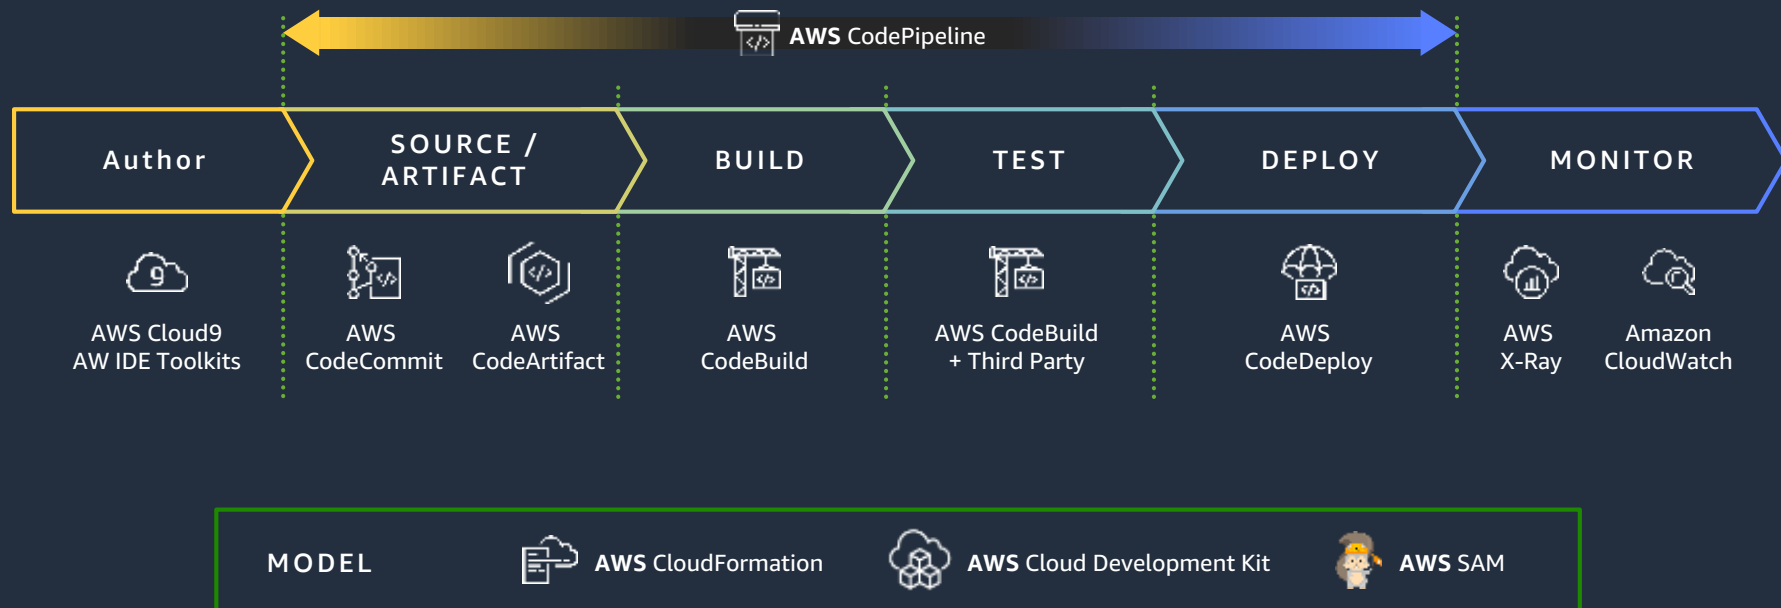 AWS CodePipeline
Author
SOURCE /
ARTIFACT
BUILD
TEST
DEPLOY
MONITOR
9
</>
AWS Cloud9
AW IDE Toolkits
AWS
CodeCommit
AWS
CodeArtifact
AWS
CodeBuild
AWS CodeBuild
+ Third Party
AWS
CodeDeploy
AWS
X-Ray
Amazon
CloudWatch
MODEL
AWS CloudFormation
AWS Cloud Development Kit
AWS SAM